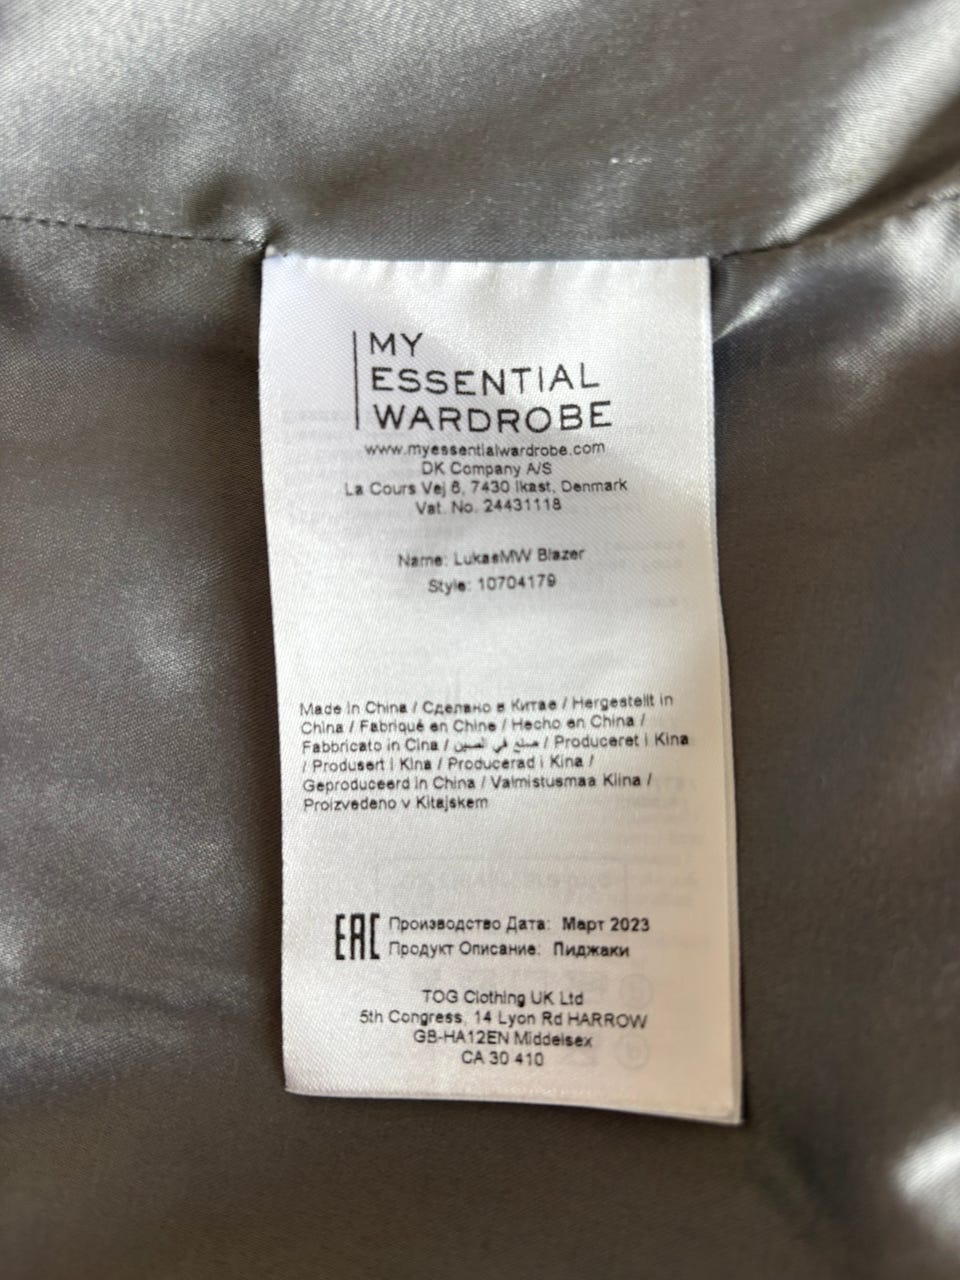 MY
ESSENTIAL
WARDROBE
www.myessentialwardrobe.com
DK Company A/S
La Cours Vej 6, 7430 Ikast, Denmark
Vat. No. 24431118
Name: LukasMW Blazer
Style: 10704179
Made in China / Сделано в Китае / Hergestellt in
China / Fabriqué en Chine / Hecho en China /
Fabbricato in Cina / صنع في الصين / Produceret i Kina
/ Produsert i Kina / Producerad i Kina /
Geproduceerd in China / Valmistusmaa Kiina /
Proizvedeno v Kitajskem
EAC Производство Дата: Март 2023
Продукт Описание: Пиджаки
TOG Clothing UK Ltd
5th Congress, 14 Lyon Rd HARROW
GB-HA12EN Middelsex
CA 30 410